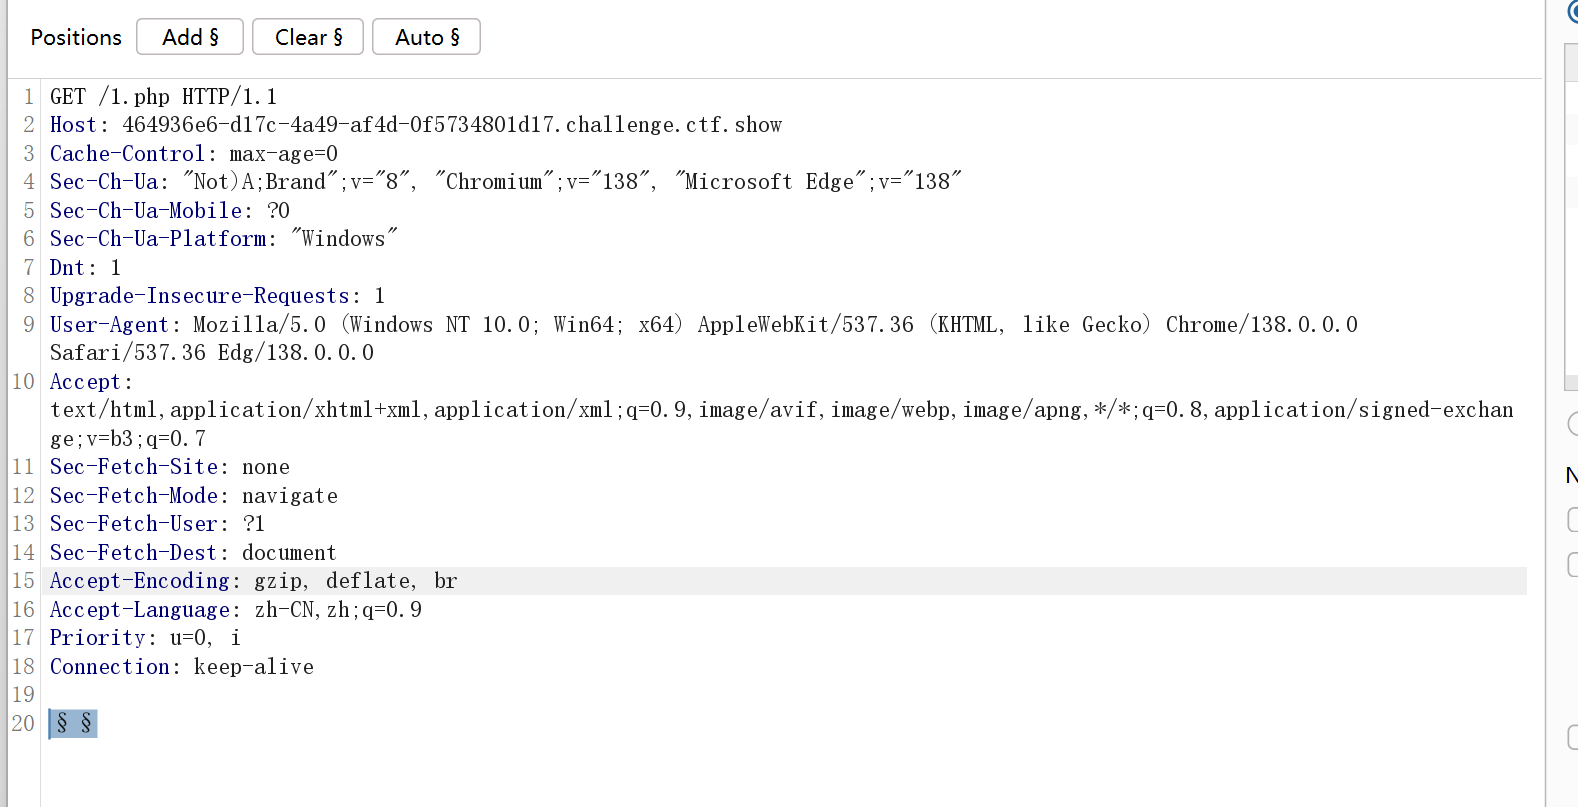 Positions Add § Clear § Auto §
1 GET /1.php HTTP/1.1
2 Host: 464936e6-d17c-4a49-af4d-0f5734801d17.challenge.ctf.show
3 Cache-Control: max-age=0
4 Sec-Ch-Ua: "Not)A;Brand";v="8", "Chromium";v="138", "Microsoft Edge";v="138"
5 Sec-Ch-Ua-Mobile: ?0
6 Sec-Ch-Ua-Platform: "Windows"
7 Dnt: 1
8 Upgrade-Insecure-Requests: 1
9 User-Agent: Mozilla/5.0 (Windows NT 10.0; Win64; x64) AppleWebKit/537.36 (KHTML, like Gecko) Chrome/138.0.0.0
Safari/537.36 Edg/138.0.0.0
10 Accept:
text/html,application/xhtml+xml,application/xml;q=0.9,image/avif,image/webp,image/apng,*/*;q=0.8,application/signed-exchan
ge;v=b3;q=0.7
11 Sec-Fetch-Site: none
12 Sec-Fetch-Mode: navigate
13 Sec-Fetch-User: ?1
14 Sec-Fetch-Dest: document
15 Accept-Encoding: gzip, deflate, br
16 Accept-Language: zh-CN,zh;q=0.9
17 Priority: u=0, i
18 Connection: keep-alive
19
20 § §